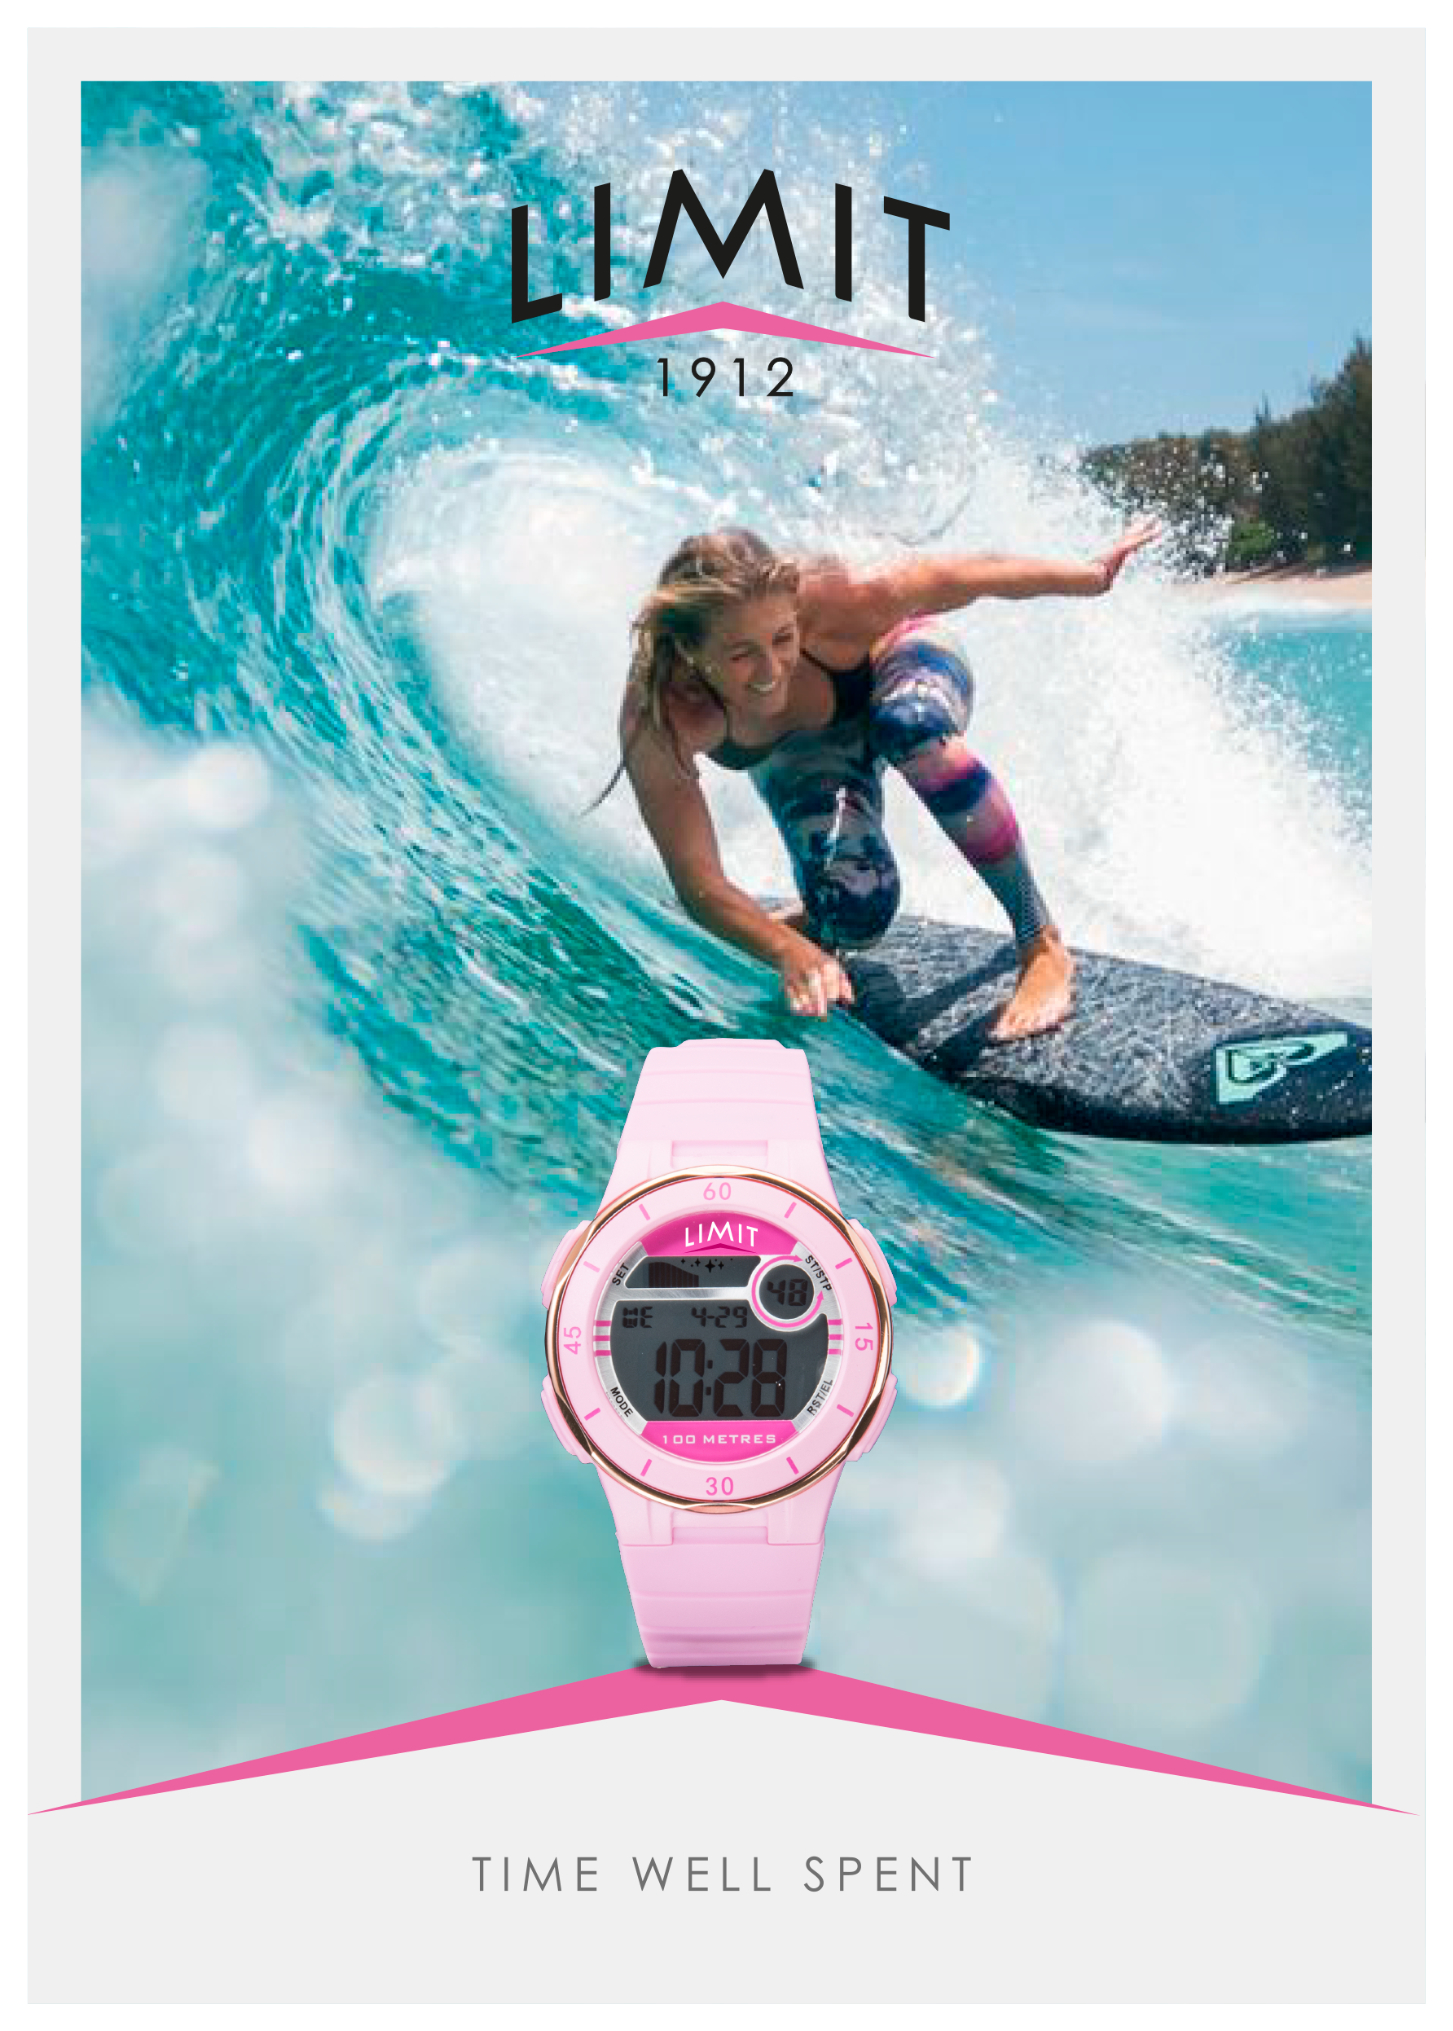 LIMIT
1912
60
LIMIT
SET
ST/STP
48
WE 4-29
45
15
10:28
MODE
RST/EL
100 METRES
30
TIME WELL SPENT